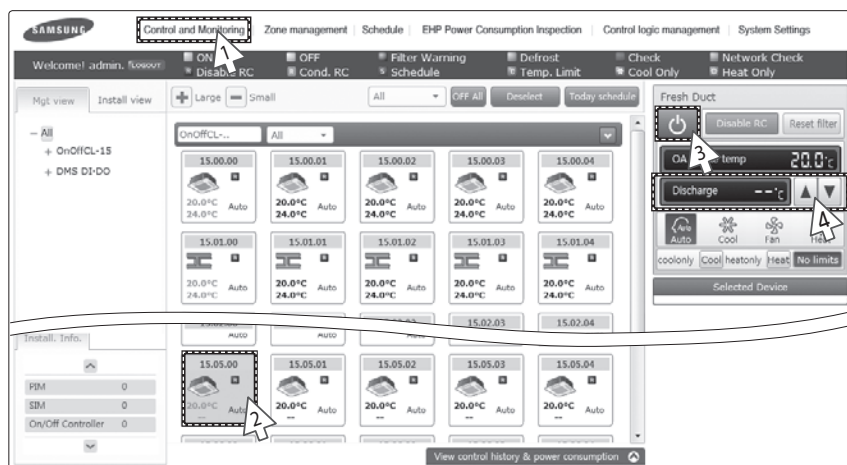 SAMSUNG
Control and Monitoring Zone management Schedule EHP Power Consumption Inspection Control logic management System Settings
1
Welcome! admin. LOGOUT
ON OFF Filter Warning Defrost Check Network Check
Disable RC Cond. RC Schedule Temp. Limit Cool Only Heat Only
Mgt view Install view
Large Small All OFF All Deselect Today schedule
Fresh Duct
Disable RC Reset filter
3
OA temp 20.0°C
Discharge --°C
4
Auto Cool Fan Heat
coolonly Cool heatonly Heat No limits
Selected Device
All
OnOffCL-15
DMS DI-DO
OnOffCL-.. All
15.00.00 15.00.01 15.00.02 15.00.03 15.00.04
20.0°C 20.0°C 20.0°C 20.0°C 20.0°C
Auto Auto Auto Auto Auto
24.0°C 24.0°C 24.0°C 24.0°C 24.0°C
15.01.00 15.01.01 15.01.02 15.01.03 15.01.04
20.0°C 20.0°C 20.0°C 20.0°C 20.0°C
Auto Auto Auto Auto Auto
24.0°C 24.0°C 24.0°C 24.0°C 24.0°C
15.02.03 15.02.04
Auto Auto Auto Auto Auto
Install. Info.
PIM 0
SIM 0
On/Off Controller 0
15.05.00 15.05.01 15.05.02 15.05.03 15.05.04
20.0°C 20.0°C 20.0°C 20.0°C 20.0°C
Auto Auto Auto Auto Auto
-- -- -- -- --
2
View control history & power consumption